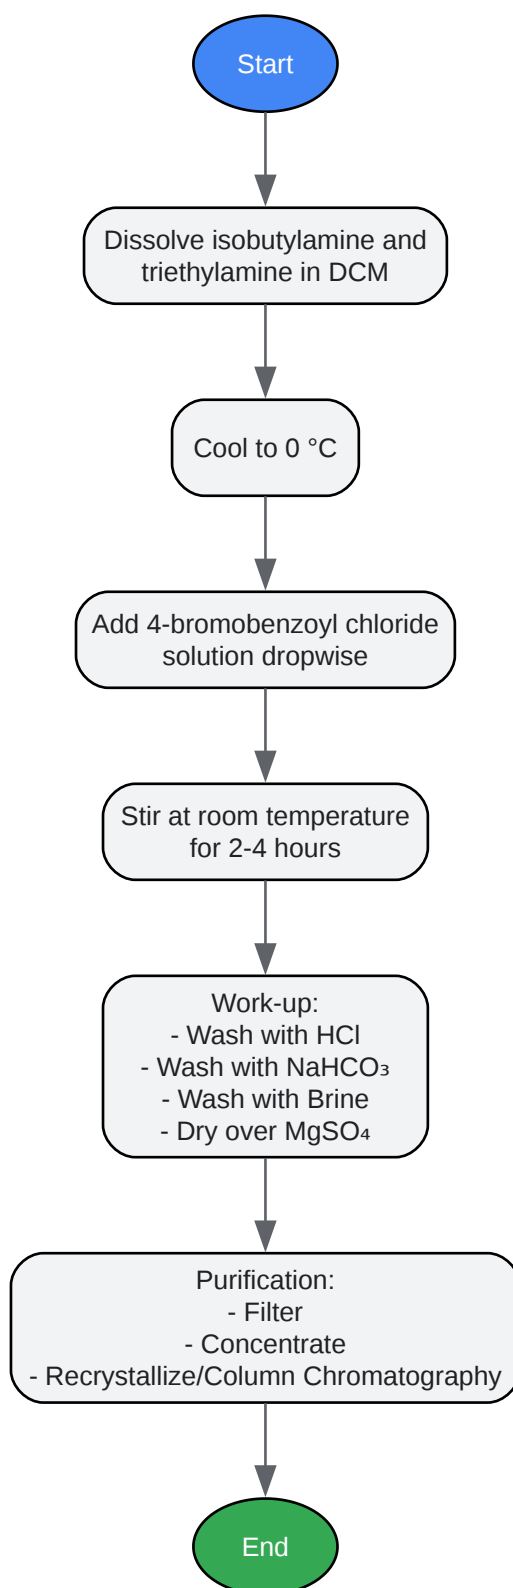 Start
Dissolve isobutylamine and
triethylamine in DCM
Cool to 0 °C
Add 4-bromobenzoyl chloride
solution dropwise
Stir at room temperature
for 2-4 hours
Work-up:
- Wash with HCl
- Wash with NaHCO₃
- Wash with Brine
- Dry over MgSO₄
Purification:
- Filter
- Concentrate
- Recrystallize/Column Chromatography
End